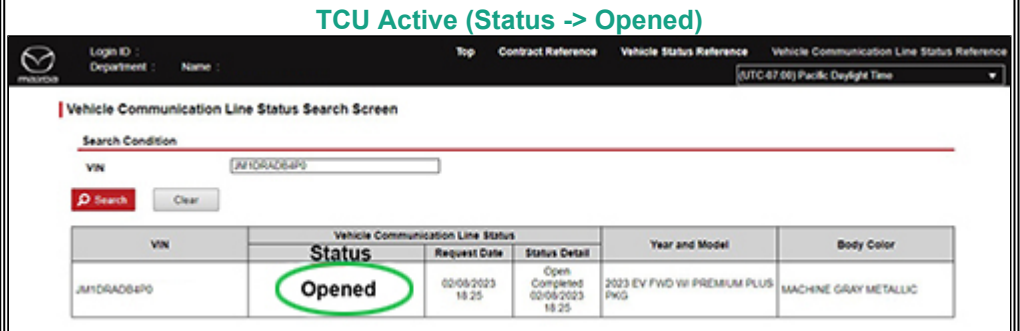 TCU Active (Status -> Opened)
Login ID :
Department : Name :
Top Contract Reference Vehicle Status Reference Vehicle Communication Line Status Reference
mazda
(UTC-07:00) Pacific Daylight Time
Vehicle Communication Line Status Search Screen
Search Condition
VIN JM1DRADB4P0
Search Clear
VIN Vehicle Communication Line Status Year and Model Body Color
Status Request Date Status Detail
JM1DRADB4P0 Opened 02/08/2023 18:25 Open Completed 02/08/2023 18:25 2023 EV FWD W/ PREMIUM PLUS PKG MACHINE GRAY METALLIC